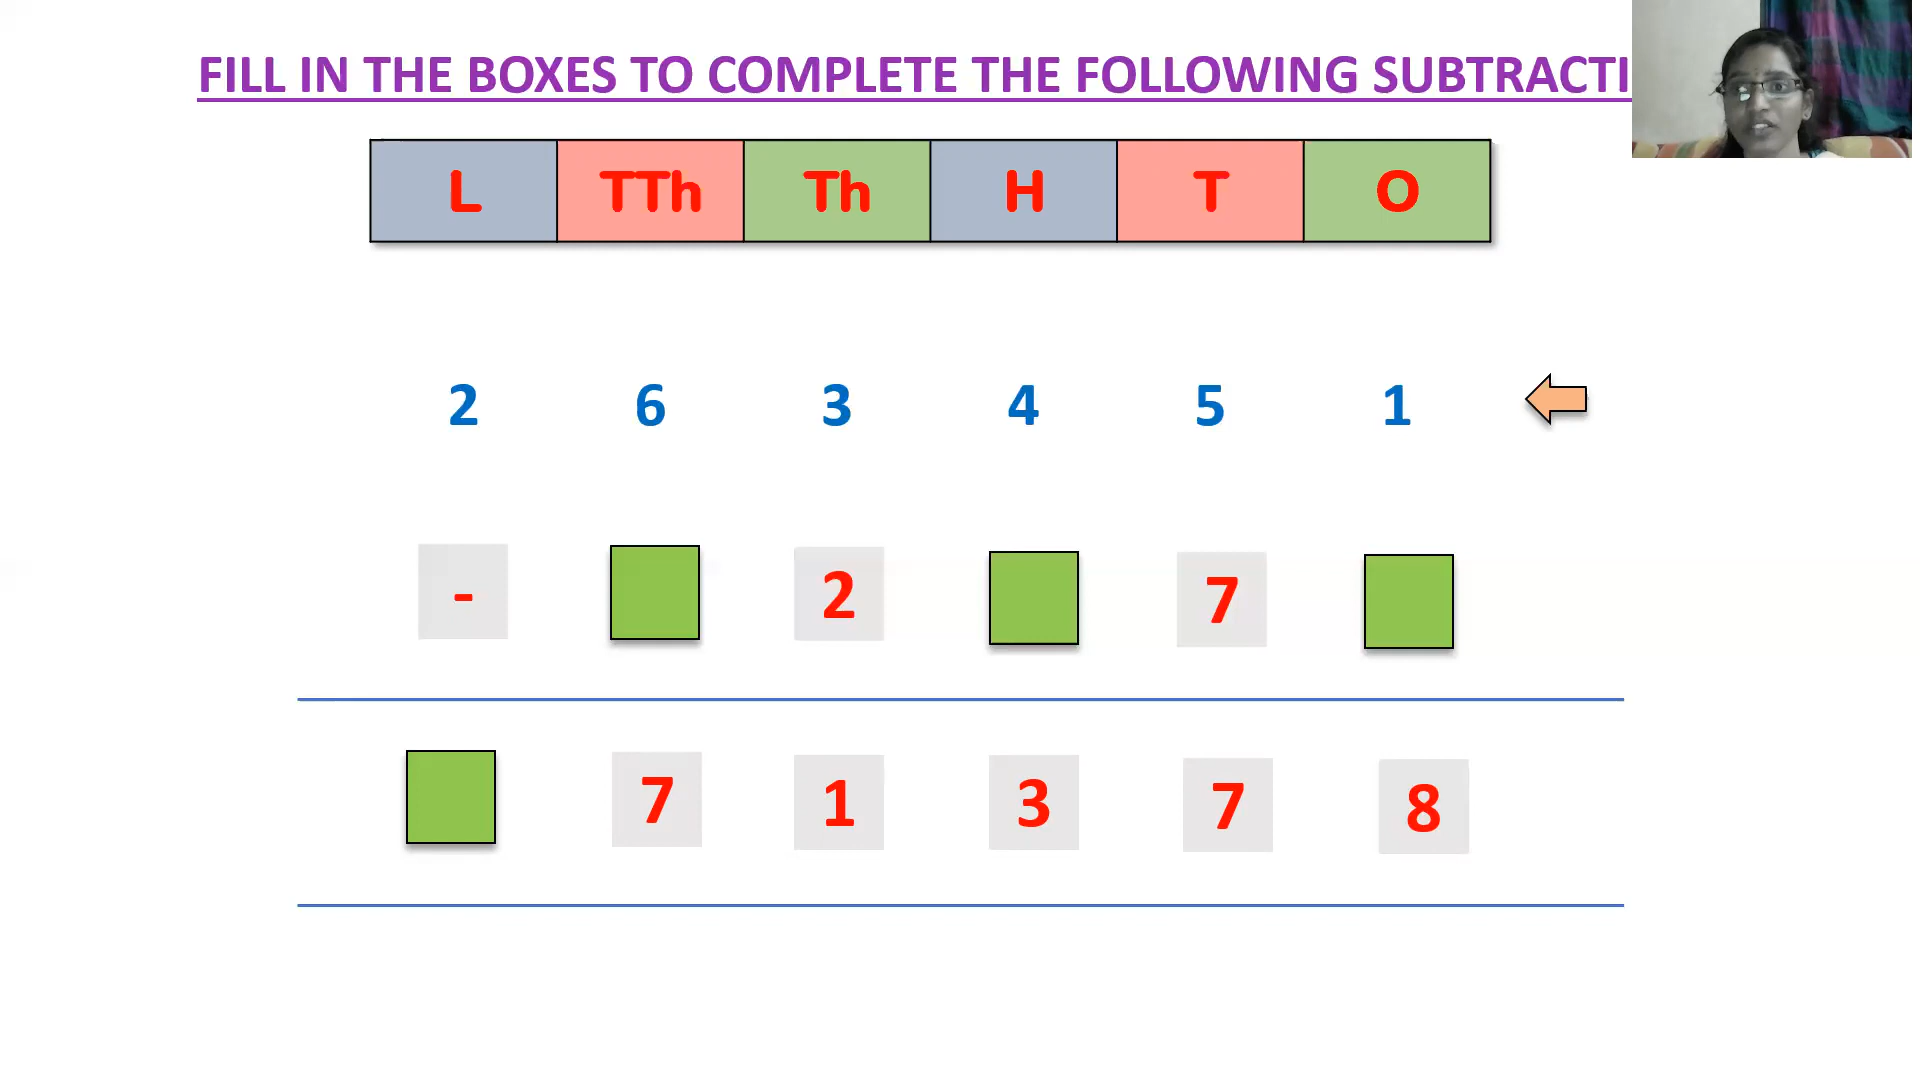 FILL IN THE BOXES TO COMPLETE THE FOLLOWING SUBTRACTI
L TTh Th H T O
2 6 3 4 5 1
- 2 7
7 1 3 7 8